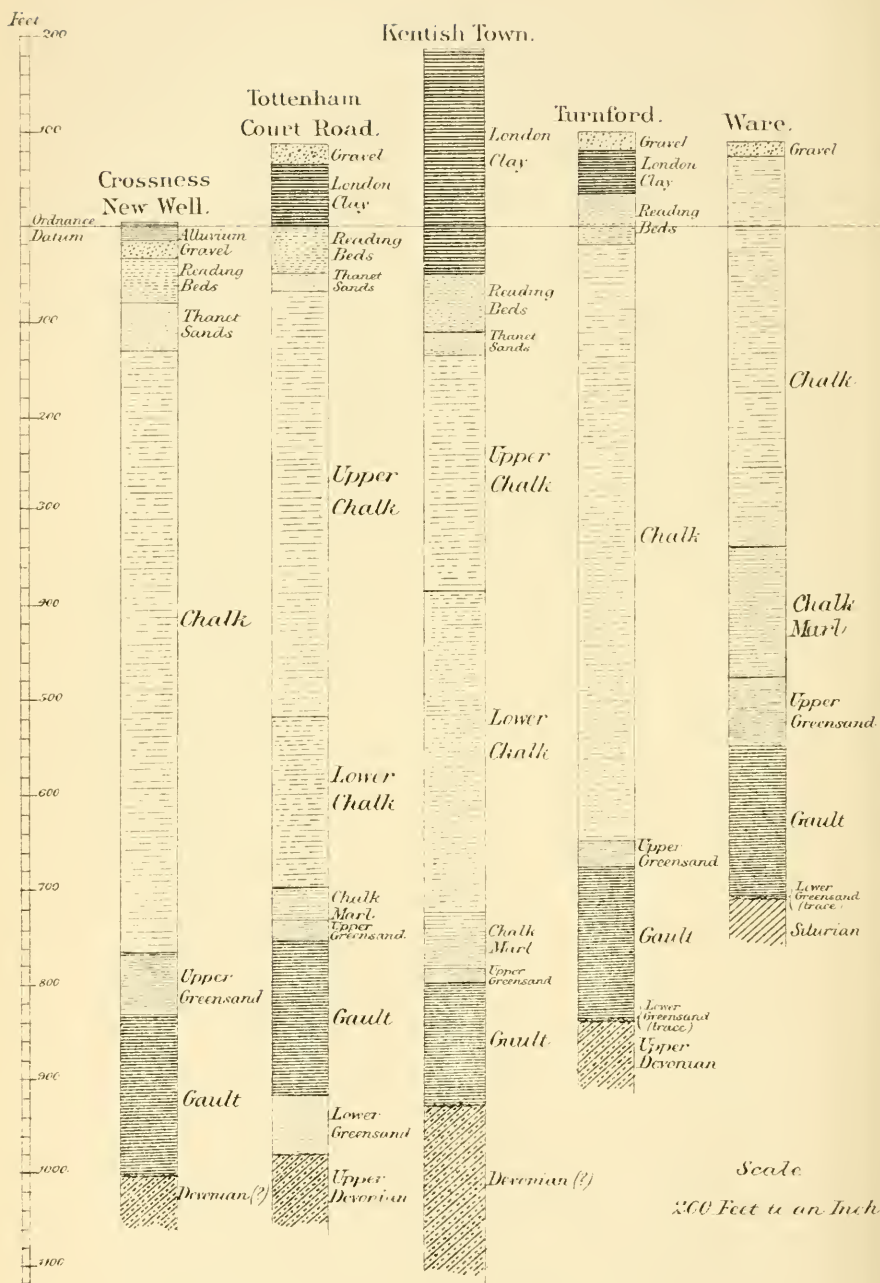 Feet
200
100
Ordnance
Datum
100
200
300
400
500
600
700
800
900
1000
1100
Crossness
New Well.
Alluvium
Gravel
Reading
Beds
Thanet
Sands
Chalk
Upper
Greensand
Gault
Devonian (?)
Tottenham
Court Road.
Gravel
London
Clay
Reading
Beds
Thanet
Sands
Upper
Chalk
Lower
Chalk
Chalk
Marl.
Upper
Greensand.
Gault
Lower
Greensand
Upper
Devonian
Kentish Town.
London
Clay
Reading
Beds
Thanet
Sands
Upper
Chalk
Lower
Chalk
Chalk
Marl
Upper
Greensand
Gault
Devonian (?)
Turnford.
Gravel
London
Clay
Reading
Beds
Chalk
Upper
Greensand
Gault
Lower
Greensand
(trace)
Upper
Devonian
Ware.
Gravel
Chalk
Chalk
Marl
Upper
Greensand.
Gault
Lower
Greensand
(trace.
Silurian
Scale
200 Feet to an Inch